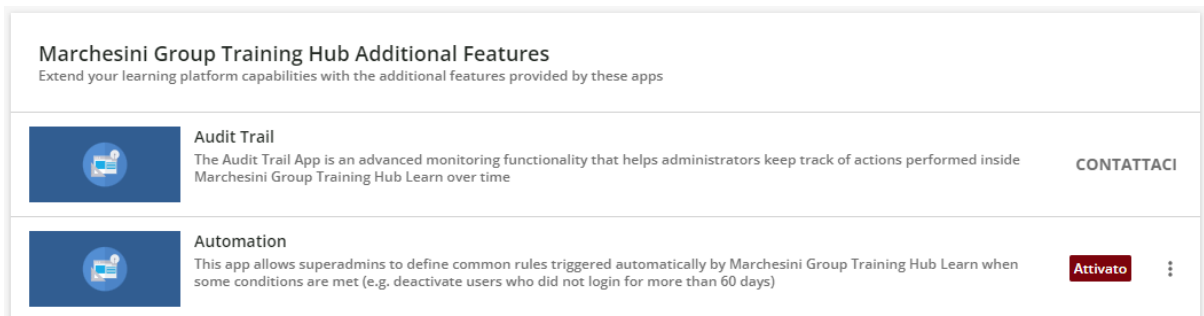 Marchesini Group Training Hub Additional Features
Extend your learning platform capabilities with the additional features provided by these apps
Audit Trail
The Audit Trail App is an advanced monitoring functionality that helps administrators keep track of actions performed inside
Marchesini Group Training Hub Learn over time
CONTATTACI
Automation
This app allows superadmins to define common rules triggered automatically by Marchesini Group Training Hub Learn when
some conditions are met (e.g. deactivate users who did not login for more than 60 days)
Attivato